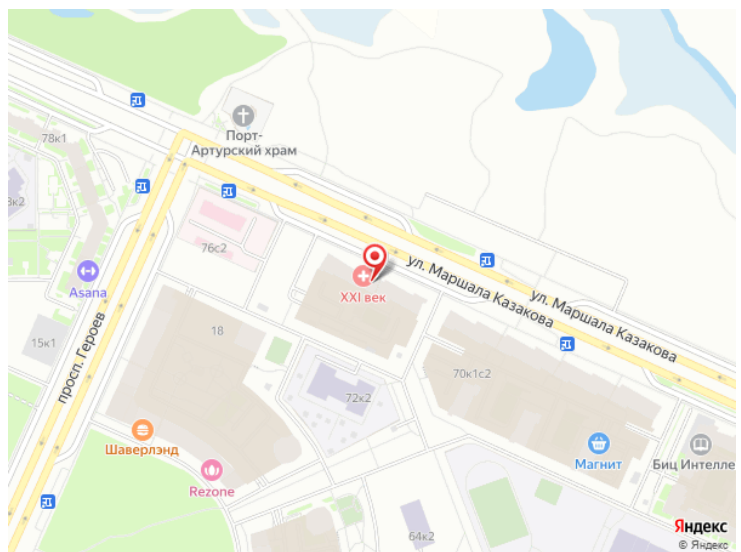 78к1
Порт-
Артурский храм
76с2
Asana
XXI век
ул. Маршала Казакова
ул. Маршала Казакова
просп. Героев
15к1
18
72к2
70к1с2
Шаверлэнд
Rezone
Магнит
Биц Интелле
64к2
Яндекс
© Яндекс